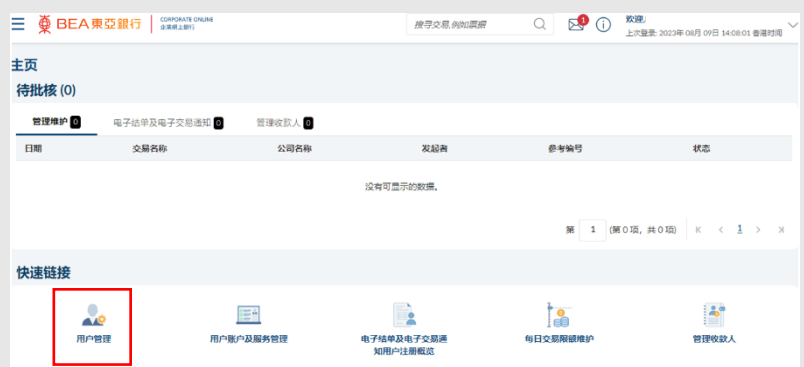 BEA東亞銀行
CORPORATE ONLINE
企業網上銀行
搜寻交易,例如票据
1
欢迎,
上次登录: 2023年 08月 09日 14:08:01 香港时间
主页
待批核 (0)
管理维护 0
电子结单及电子交易通知 0
管理收款人 0
日期 交易名称 公司名称 发起者 参考编号 状态
没有可显示的数据。
第 1 (第 0 项, 共 0 项) K < 1 > >I
快速链接
用户管理
用户账户及服务管理
电子结单及电子交易通
知用户注册概览
每日交易限额维护
管理收款人